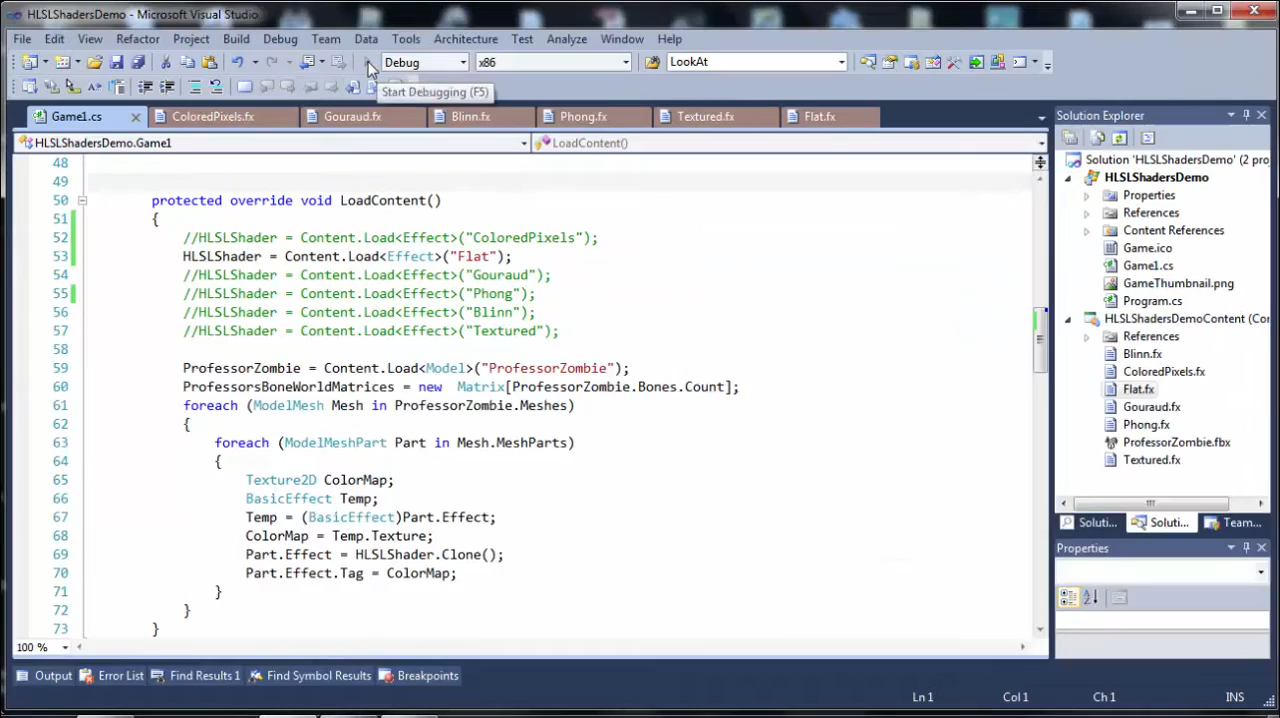 HLSLShadersDemo - Microsoft Visual Studio
File Edit View Refactor Project Build Debug Team Data Tools Architecture Test Analyze Window Help
Debug x86 LookAt
Start Debugging (F5)
Game1.cs ColoredPixels.fx Gouraud.fx Blinn.fx Phong.fx Textured.fx Flat.fx
HLSLShadersDemo.Game1 LoadContent()
48
49
50 protected override void LoadContent()
51 {
52 //HLSLShader = Content.Load<Effect>("ColoredPixels");
53 HLSLShader = Content.Load<Effect>("Flat");
54 //HLSLShader = Content.Load<Effect>("Gouraud");
55 //HLSLShader = Content.Load<Effect>("Phong");
56 //HLSLShader = Content.Load<Effect>("Blinn");
57 //HLSLShader = Content.Load<Effect>("Textured");
58
59 ProfessorZombie = Content.Load<Model>("ProfessorZombie");
60 ProfessorsBoneWorldMatrices = new Matrix[ProfessorZombie.Bones.Count];
61 foreach (ModelMesh Mesh in ProfessorZombie.Meshes)
62 {
63 foreach (ModelMeshPart Part in Mesh.MeshParts)
64 {
65 Texture2D ColorMap;
66 BasicEffect Temp;
67 Temp = (BasicEffect)Part.Effect;
68 ColorMap = Temp.Texture;
69 Part.Effect = HLSLShader.Clone();
70 Part.Effect.Tag = ColorMap;
71 }
72 }
73 }
100 %
Solution Explorer
Solution 'HLSLShadersDemo' (2 proj
HLSLShadersDemo
Properties
References
Content References
Game.ico
Game1.cs
GameThumbnail.png
Program.cs
HLSLShadersDemoContent (Co
References
Blinn.fx
ColoredPixels.fx
Flat.fx
Gouraud.fx
Phong.fx
ProfessorZombie.fbx
Textured.fx
Soluti... Soluti... Team...
Properties
Output Error List Find Results 1 Find Symbol Results Breakpoints
Ln 1 Col 1 Ch 1 INS